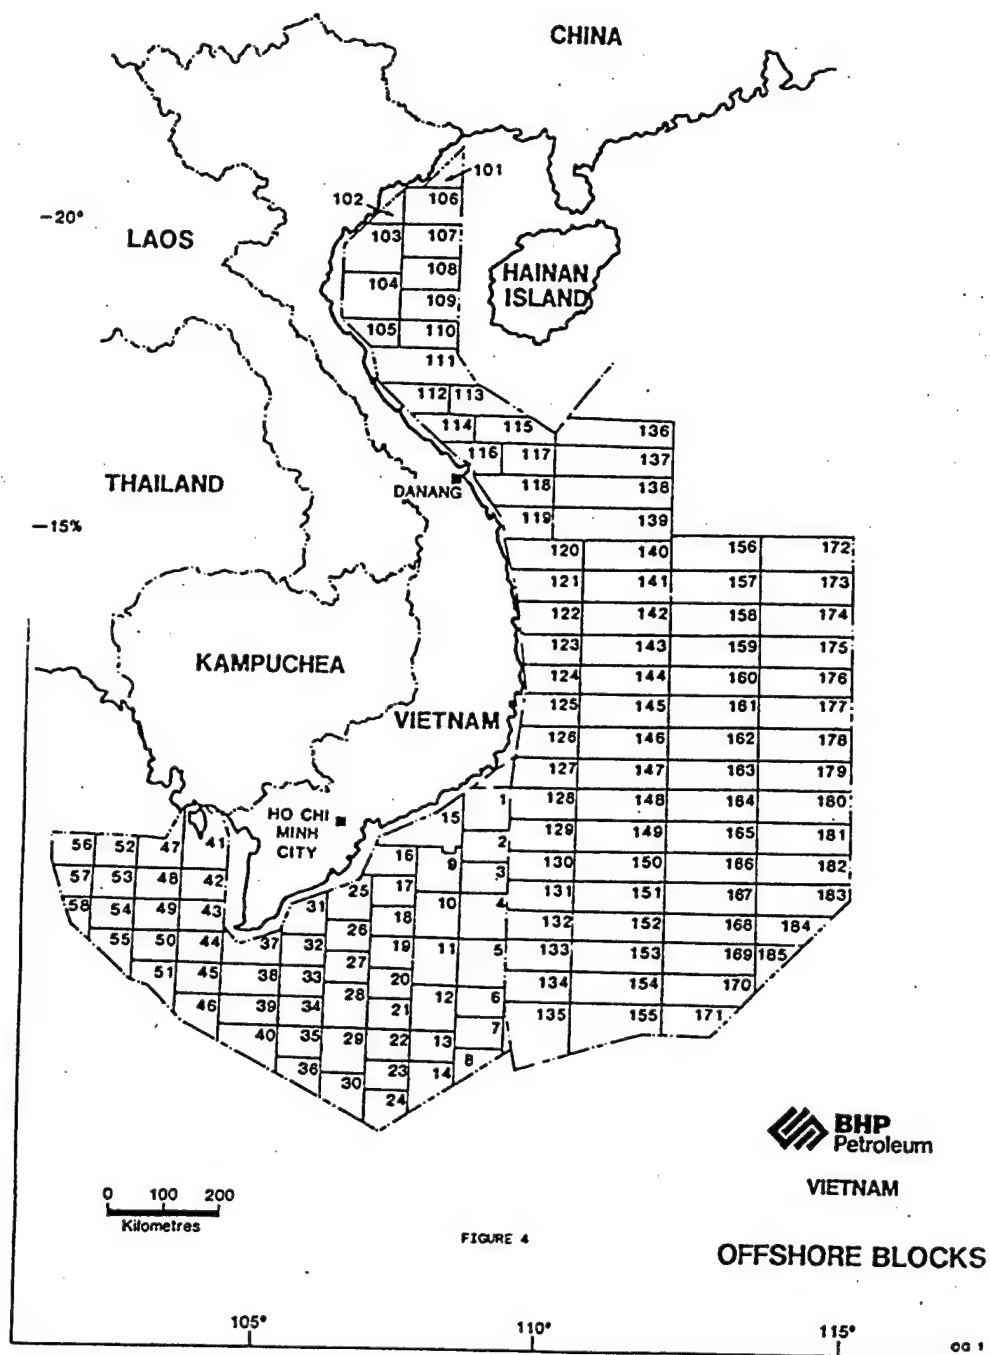 CHINA
101
102
106
-20°
LAOS
103 107
108
HAINAN
ISLAND
104
109
105 110
111
112 113
114 115 136
116 117 137
THAILAND
DANANG
118 138
-15%
119 139
120 140 156 172
121 141 157 173
122 142 158 174
123 143 159 175
KAMPUCHEA
124 144 160 176
125 145 161 177
VIETNAM
126 146 162 178
127 147 163 179
1 128 148 164 180
HO CHI
MINH
CITY
15
129 149 165 181
56 52 47 41
2
16 9 3 130 150 166 182
57 53 48 42
17 131 151 167 183
25
58 54 49 43 31 10 4
18 132 152 168 184
26
55 50 44 37 32 19 11 5 133 153 169 185
27
51 45 38 33 20 134 154 170
28 12 6
46 39 34 21 135 155 171
7
40 35 29 22 13
8
36 23 14
30
24
BHP
Petroleum
VIETNAM
0 100 200
Kilometres
FIGURE 4
OFFSHORE BLOCKS
105° 110° 115°
OG 1